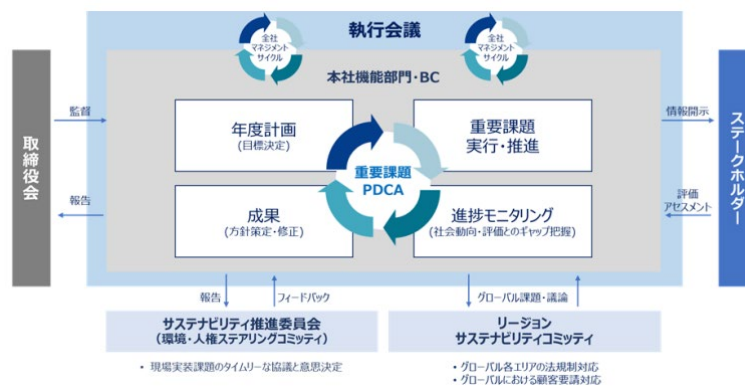 執行会議
全社
マネジメント
サイクル
全社
マネジメント
サイクル
本社機能部門・BC
取締役会
監督
報告
年度計画
(目標決定)
重要課題
実行・推進
重要課題
PDCA
成果
(方針策定・修正)
進捗モニタリング
(社会動向・評価とのギャップ把握)
情報開示
評価
アセスメント
ステークホルダー
報告
フィードバック
グローバル課題・議論
サステナビリティ推進委員会
(環境・人権ステアリングコミッティ)
リージョン
サステナビリティコミッティ
• 現場実装課題のタイムリーな協議と意思決定
• グローバル各エリアの法規制対応
• グローバルにおける顧客要請対応